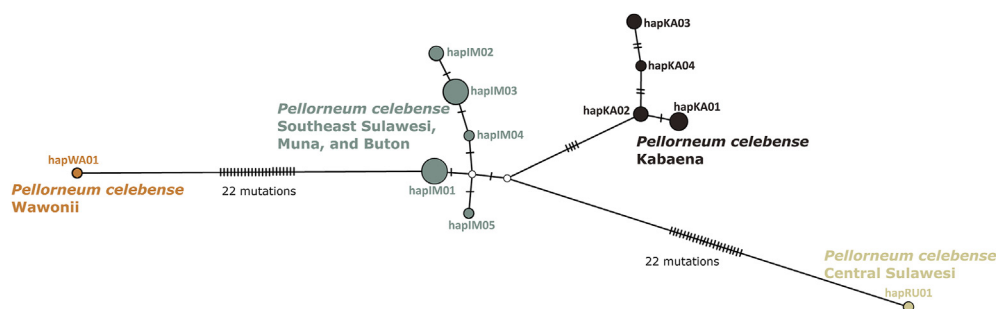 hapKA03
hapIM02
hapKA04
hapIM03
hapKA02
hapKA01
Pellorneum celebense
Southeast Sulawesi,
Muna, and Buton
hapIM04
Pellorneum celebense
Kabaena
hapWA01
hapIM01
Pellorneum celebense
Wawonii
22 mutations
hapIM05
Pellorneum celebense
Central Sulawesi
22 mutations
hapRU01